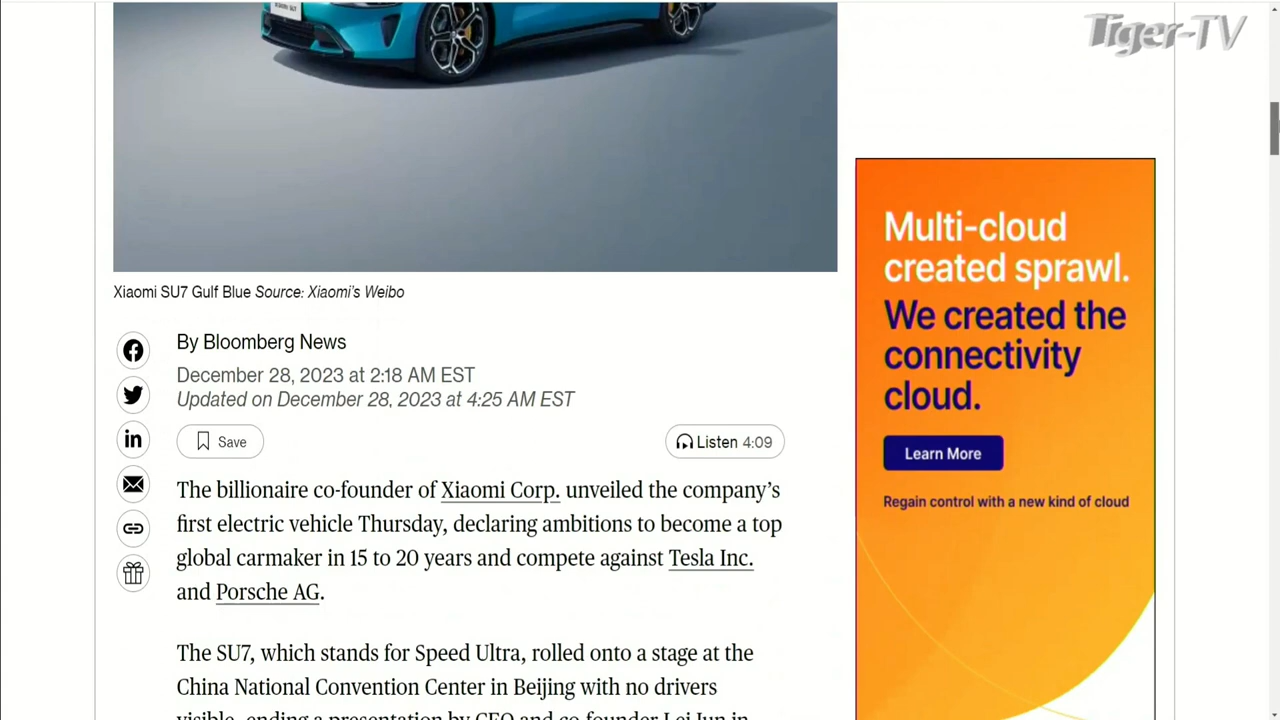 Tiger-TV
XIAOMI SU7
Multi-cloud
created sprawl.
We created the
connectivity
cloud.
Learn More
Regain control with a new kind of cloud
Xiaomi SU7 Gulf Blue Source: Xiaomi's Weibo
By Bloomberg News
December 28, 2023 at 2:18 AM EST
Updated on December 28, 2023 at 4:25 AM EST
Save
Listen 4:09
The billionaire co-founder of Xiaomi Corp. unveiled the company’s
first electric vehicle Thursday, declaring ambitions to become a top
global carmaker in 15 to 20 years and compete against Tesla Inc.
and Porsche AG.
The SU7, which stands for Speed Ultra, rolled onto a stage at the
China National Convention Center in Beijing with no drivers
visible, ending a presentation by CEO and co-founder Lei Jun in